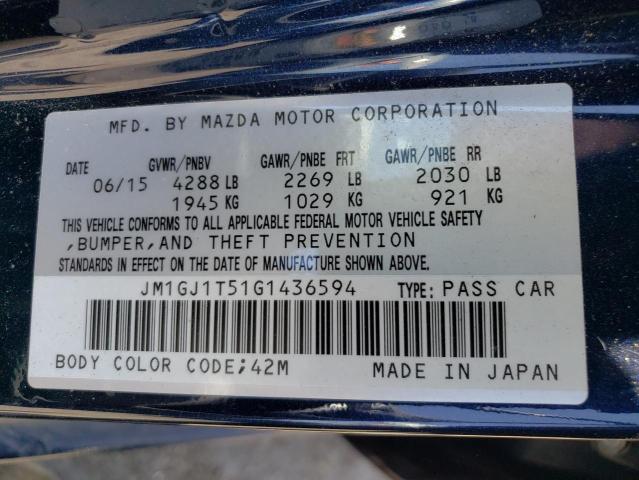 MFD. BY MAZDA MOTOR CORPORATION
DATE GVWR/PNBV GAWR/PNBE FRT GAWR/PNBE RR
06/15 4288 LB 2269 LB 2030 LB
1945 KG 1029 KG 921 KG
THIS VEHICLE CONFORMS TO ALL APPLICABLE FEDERAL MOTOR VEHICLE SAFETY
,BUMPER,AND THEFT PREVENTION
STANDARDS IN EFFECT ON THE DATE OF MANUFACTURE SHOWN ABOVE.
JM1GJ1T51G1436594 TYPE: PASS CAR
BODY COLOR CODE;42M MADE IN JAPAN